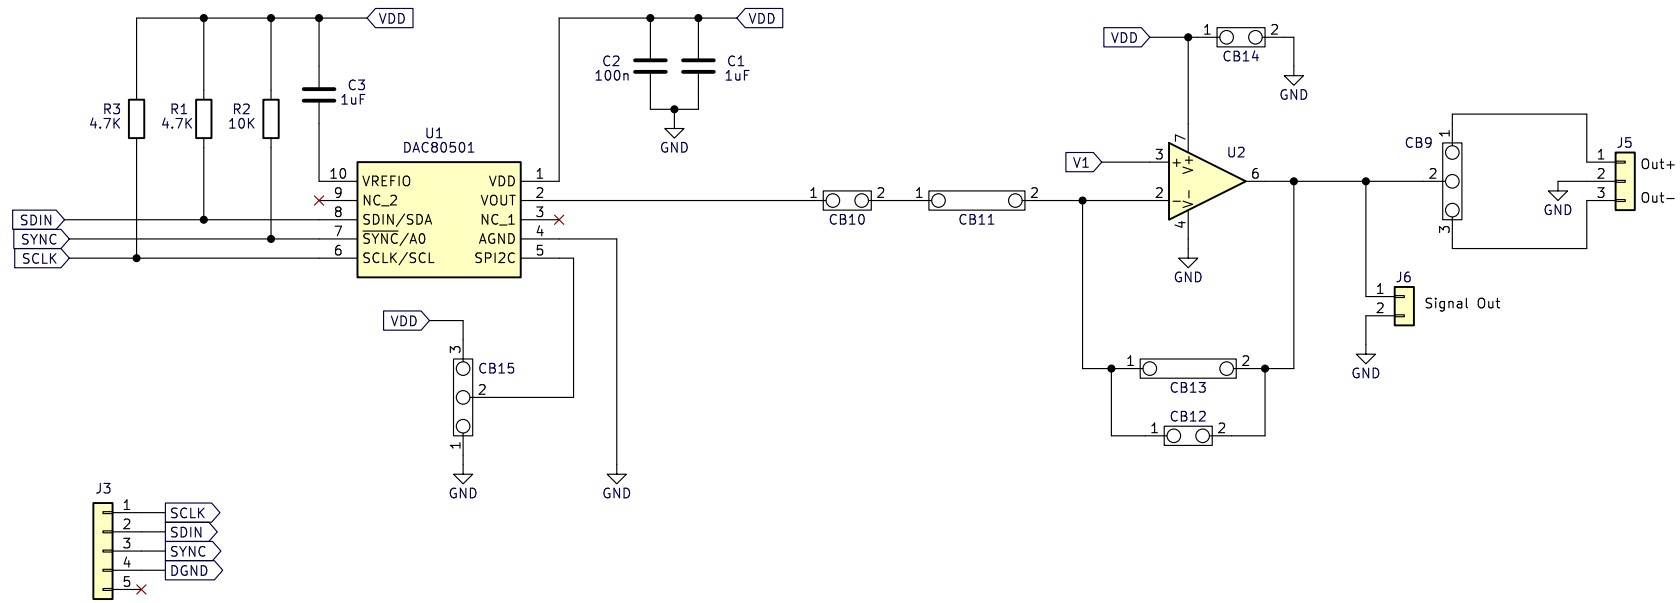 VDD
VDD
VDD
1
2
CB14
GND
R3
4.7K
R1
4.7K
R2
10K
C3
1uF
C2
100n
C1
1uF
GND
U1
DAC80501
10
VREFIO
VDD
1
9
NC_2
VOUT
2
SDIN
8
SDIN/SDA
NC_1
3
SYNC
7
SYNC/A0
AGND
4
SCLK
6
SCLK/SCL
SPI2C
5
1
2
CB10
1
2
CB11
V1
3
2
7
4
+
-
V+
V-
U2
6
GND
CB9
1
2
3
J5
1
2
3
Out+
Out-
GND
J6
1
2
Signal Out
GND
1
2
CB13
CB12
1
2
VDD
3
CB15
2
1
GND
GND
J3
1
SCLK
2
SDIN
3
SYNC
4
DGND
5